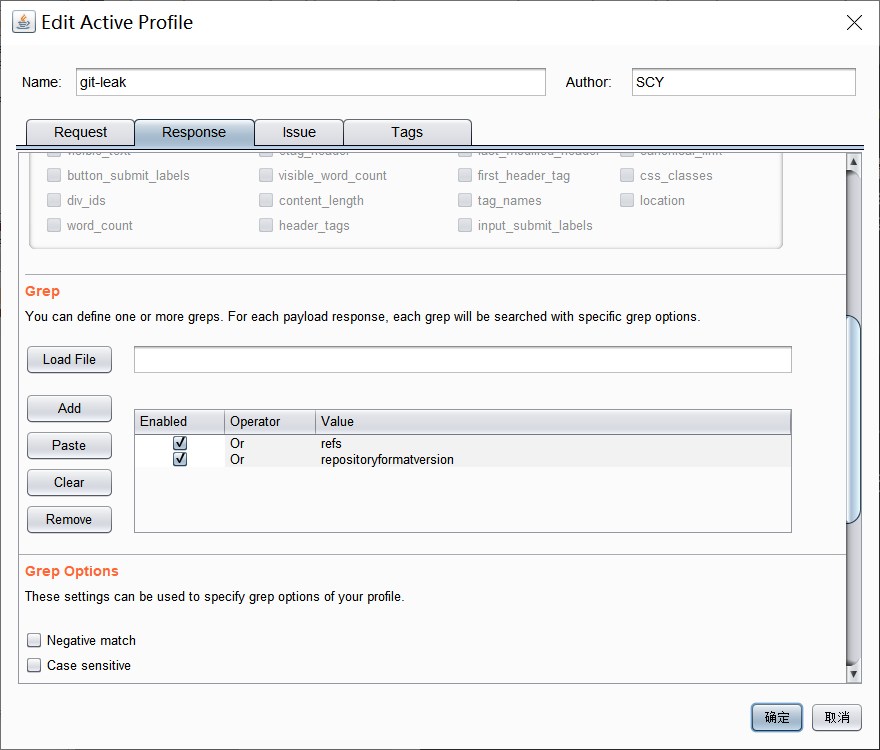 Edit Active Profile
Name: git-leak Author: SCY
Request Response Issue Tags
button_submit_labels visible_word_count first_header_tag css_classes
div_ids content_length tag_names location
word_count header_tags input_submit_labels
Grep
You can define one or more greps. For each payload response, each grep will be searched with specific grep options.
Load File
Add
Paste
Clear
Remove
Enabled Operator Value
Or refs
Or repositoryformatversion
Grep Options
These settings can be used to specify grep options of your profile.
Negative match
Case sensitive
确定 取消